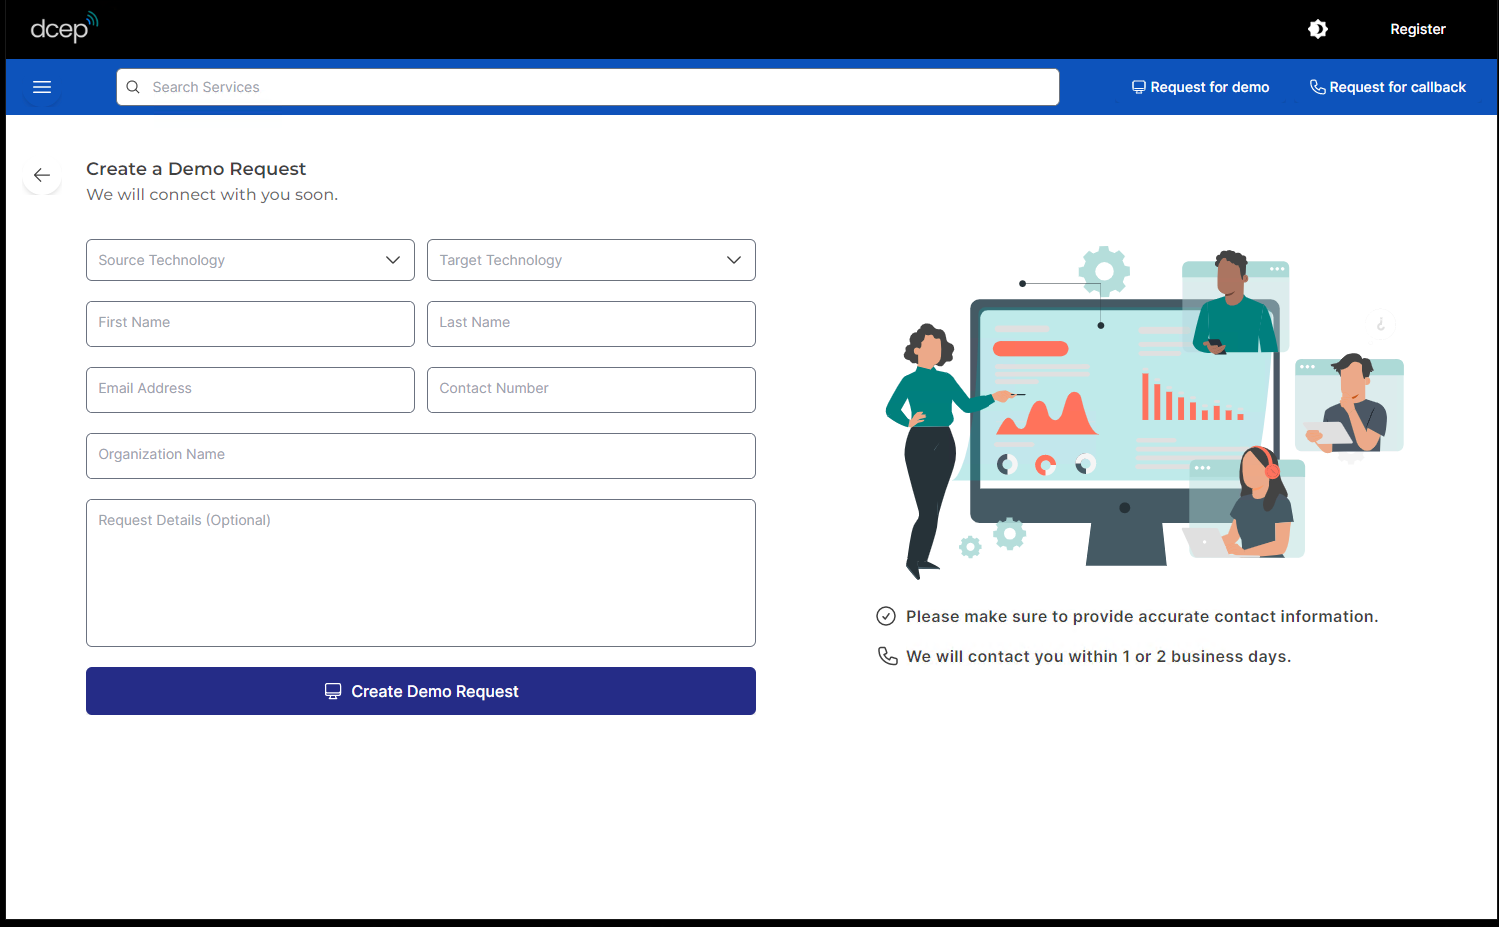 dcep
Register
Search Services
Request for demo
Request for callback
Create a Demo Request
We will connect with you soon.
Source Technology
Target Technology
First Name
Last Name
Email Address
Contact Number
Organization Name
Request Details (Optional)
Create Demo Request
Please make sure to provide accurate contact information.
We will contact you within 1 or 2 business days.